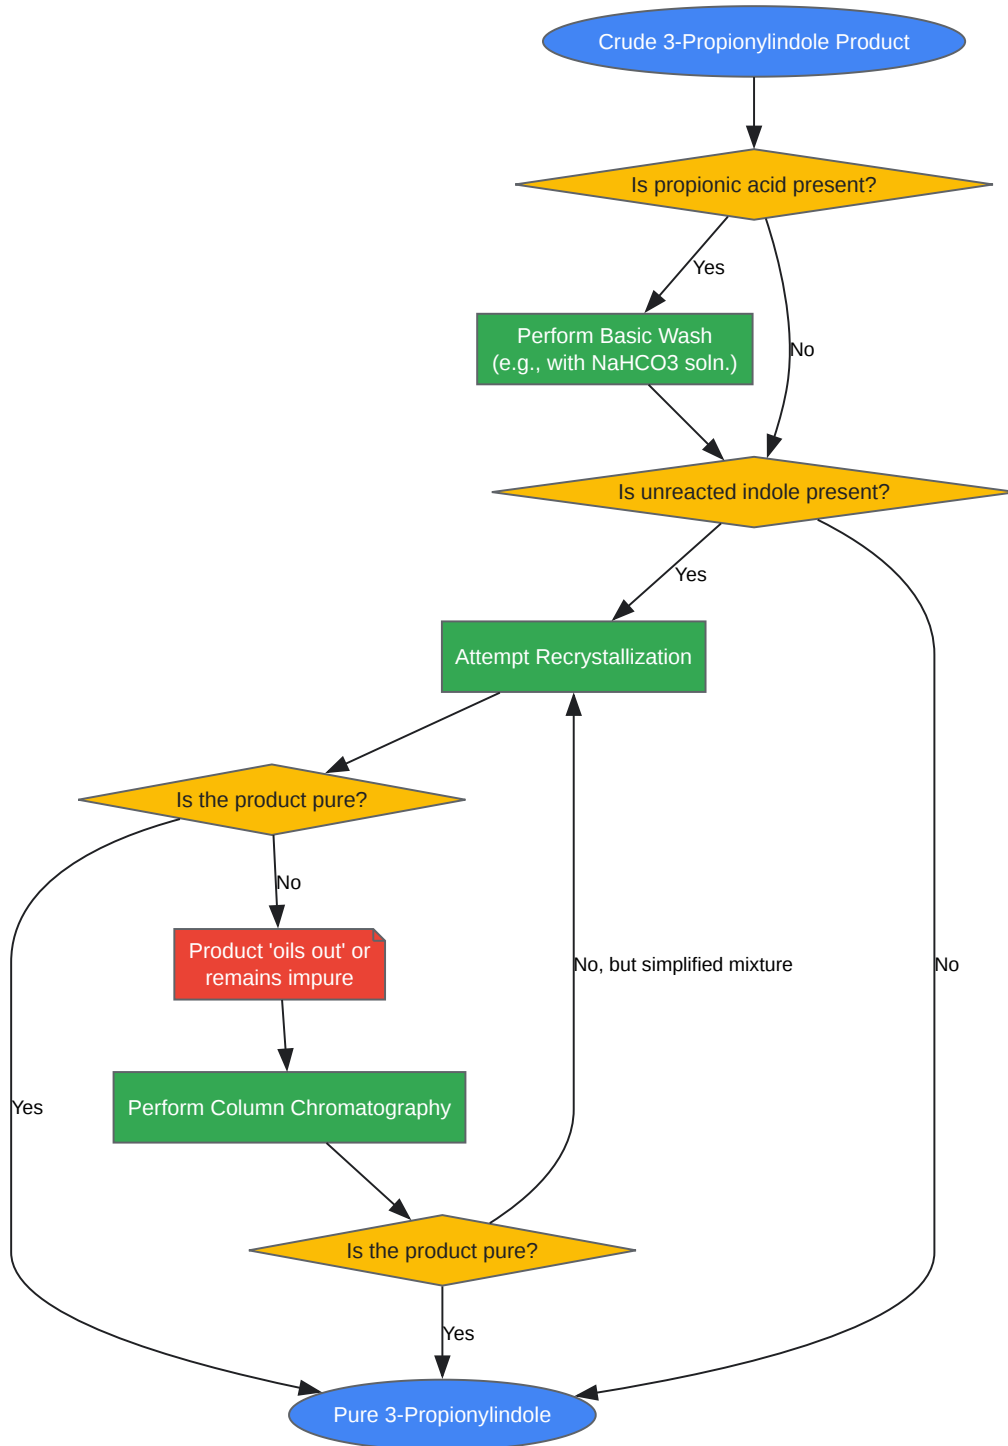 Crude 3-Propionylindole Product
Is propionic acid present?
Yes
Perform Basic Wash
(e.g., with NaHCO3 soln.)
No
Is unreacted indole present?
Yes
Attempt Recrystallization
Is the product pure?
No
Product 'oils out' or
remains impure
No, but simplified mixture
No
Yes
Perform Column Chromatography
Is the product pure?
Yes
Pure 3-Propionylindole